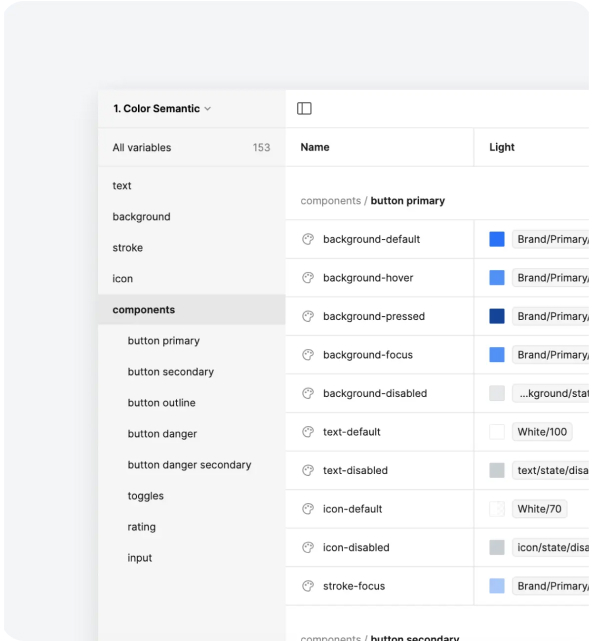 1. Color Semantic
All variables 153
text
background
stroke
icon
components
button primary
button secondary
button outline
button danger
button danger secondary
toggles
rating
input
Name Light
components / button primary
background-default Brand/Primary/
background-hover Brand/Primary/
background-pressed Brand/Primary/
background-focus Brand/Primary/
background-disabled ...kground/stat
text-default White/100
text-disabled text/state/disa
icon-default White/70
icon-disabled icon/state/disa
stroke-focus Brand/Primary/
components / button secondary